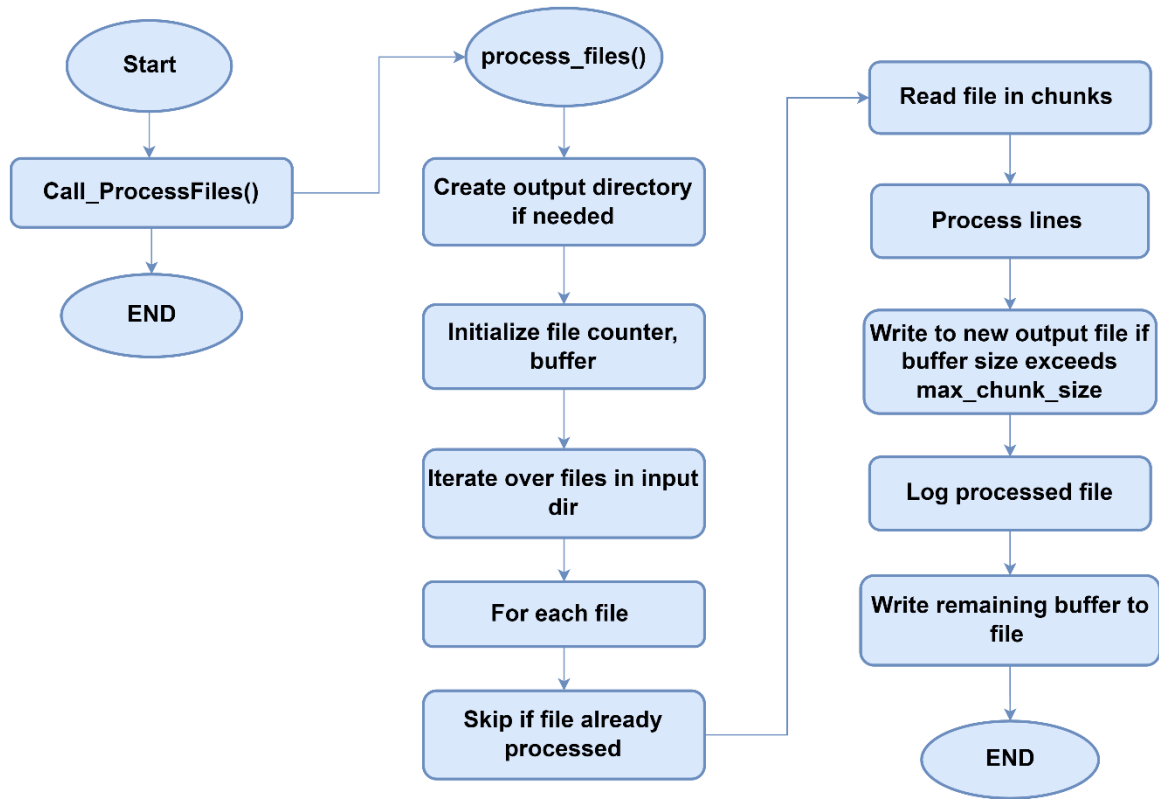 Start
Call_ProcessFiles()
END
process_files()
Create output directory
if needed
Initialize file counter,
buffer
Iterate over files in input
dir
For each file
Skip if file already
processed
Read file in chunks
Process lines
Write to new output file if
buffer size exceeds
max_chunk_size
Log processed file
Write remaining buffer to
file
END